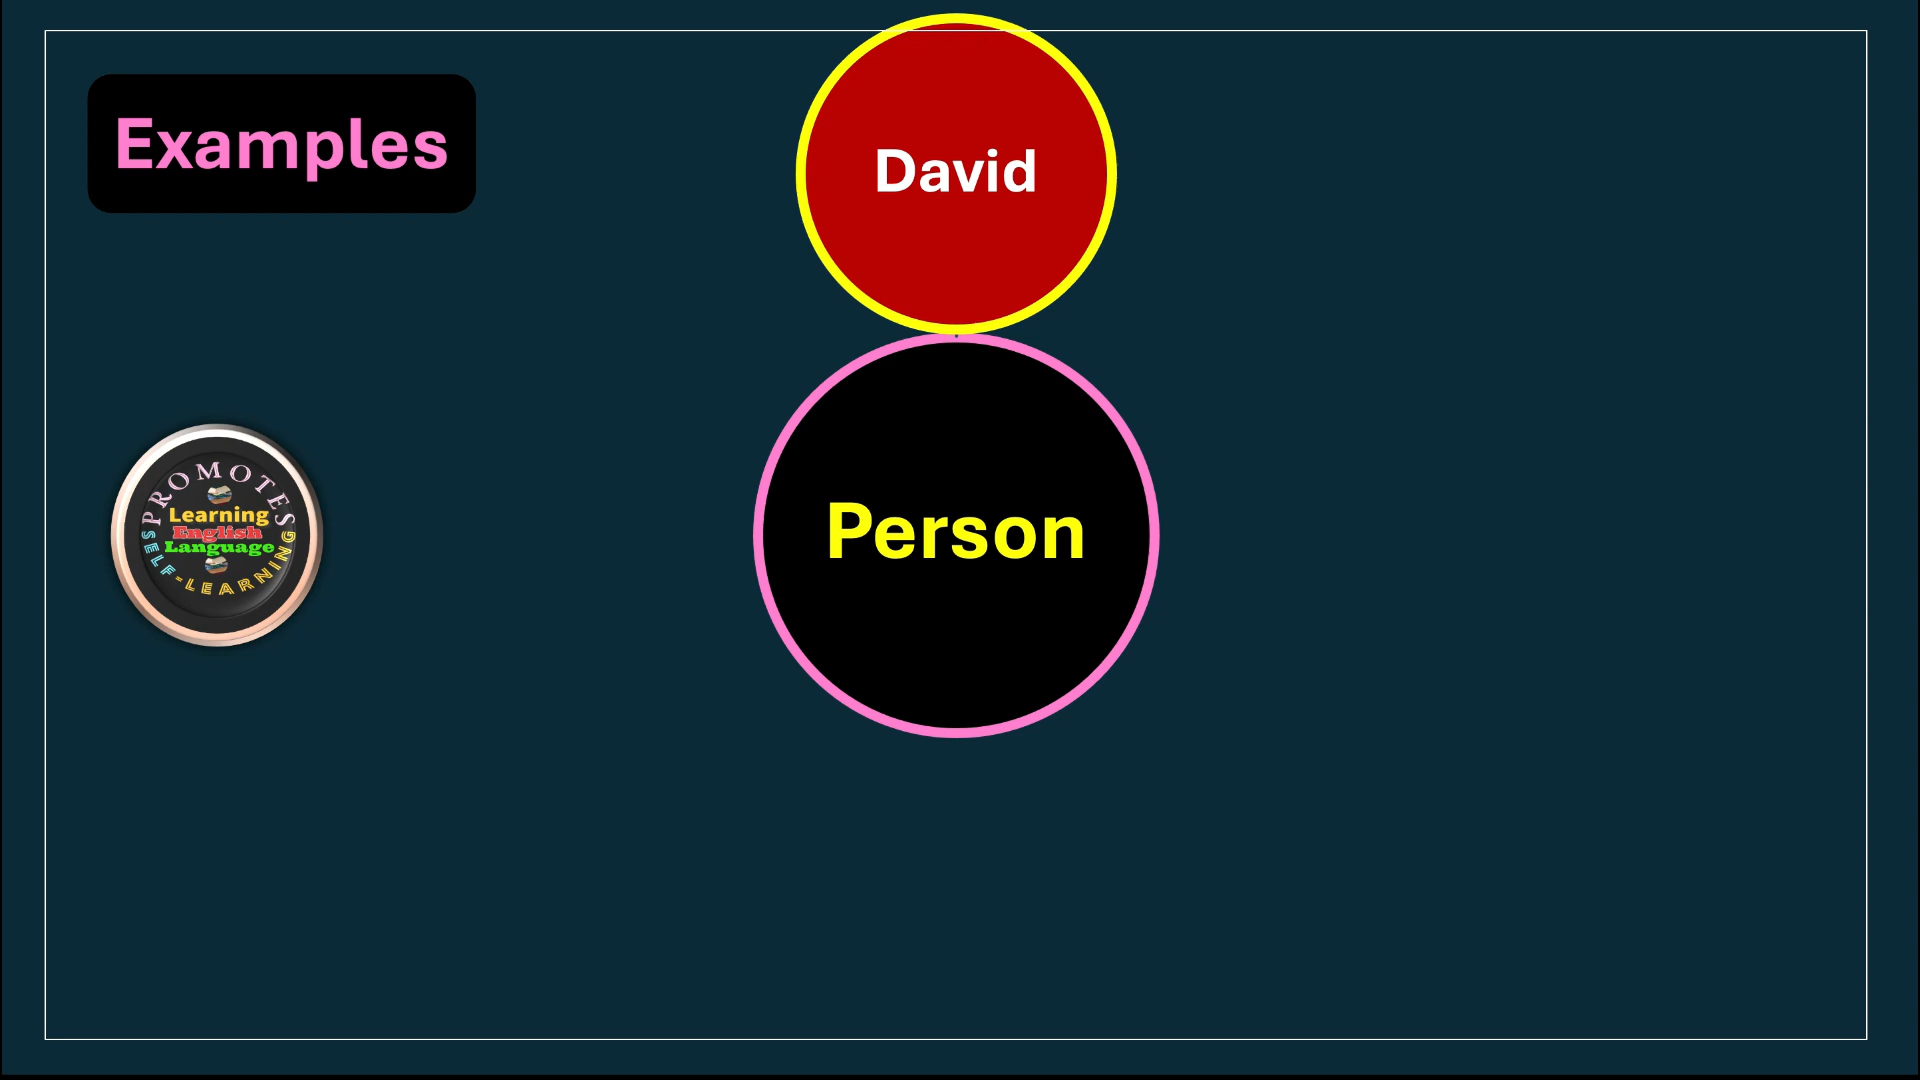 Examples
David
PROMOTES
Learning
English
Language
SELF-LEARNING
Person